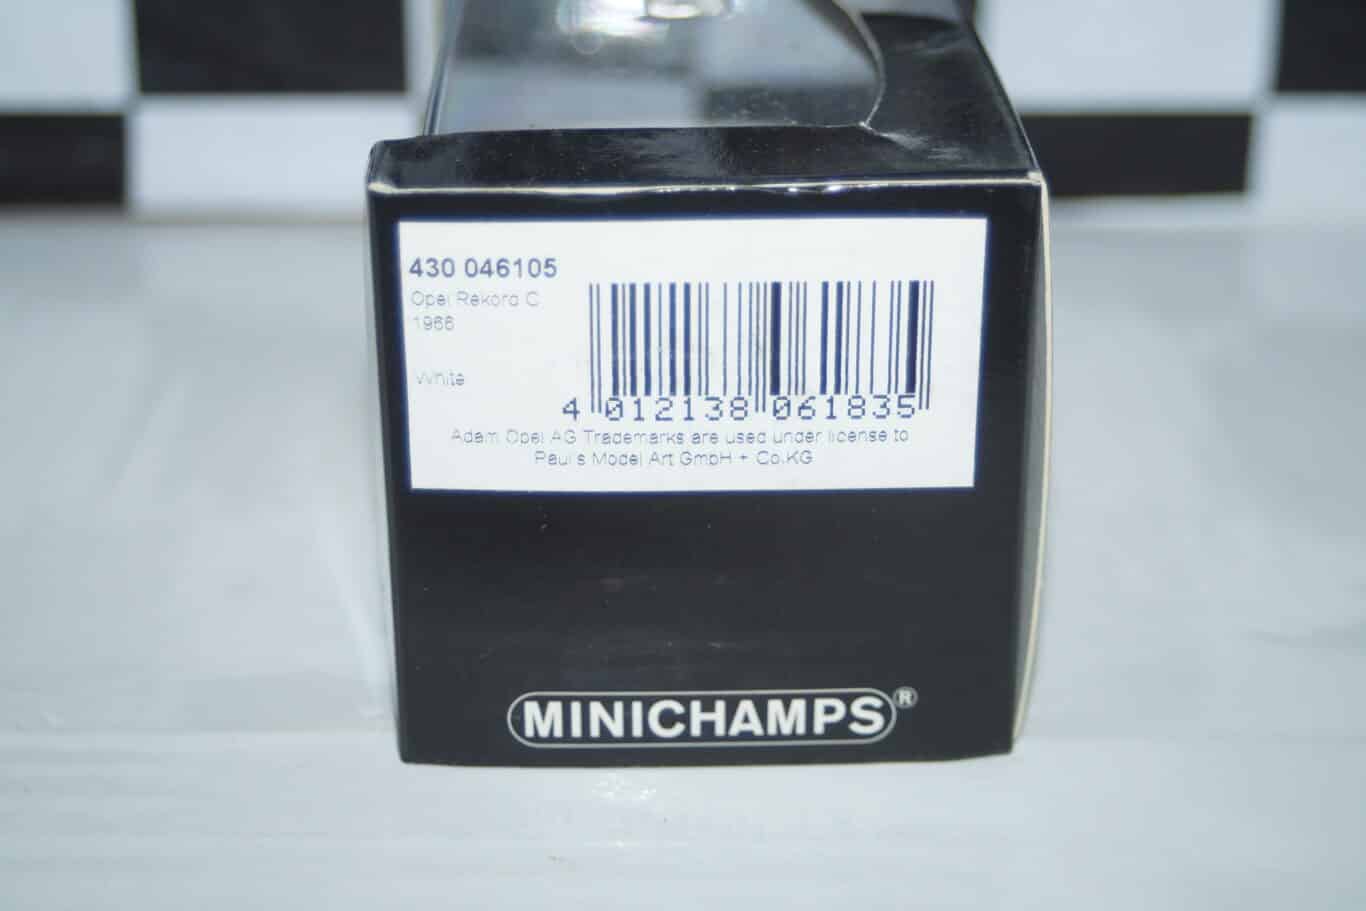 430 046105
Opel Rekord C
1966
White
4 012138 061835
Adam Opel AG Trademarks are used under license to
Paul's Model Art GmbH + Co.KG
MINICHAMPS®